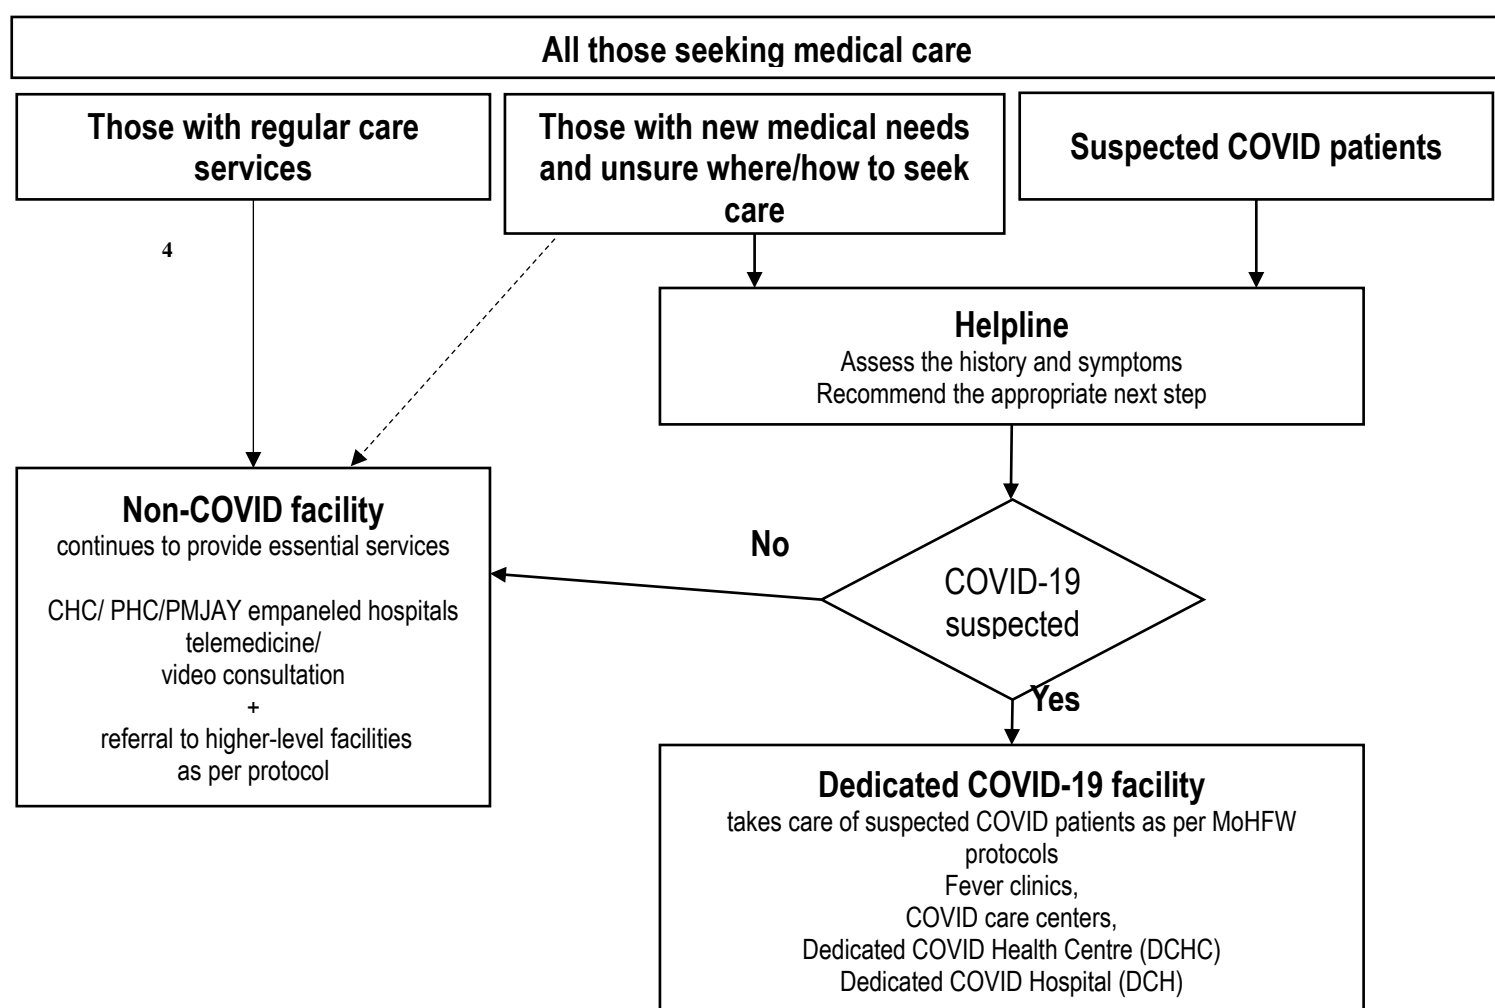 All those seeking medical care
Those with regular care
services
Those with new medical needs
and unsure where/how to seek
care
Suspected COVID patients
4
Helpline
Assess the history and symptoms
Recommend the appropriate next step
Non-COVID facility
continues to provide essential services
CHC/ PHC/PMJAY empaneled hospitals
telemedicine/
video consultation
+
referral to higher-level facilities
as per protocol
No
COVID-19
suspected
Yes
Dedicated COVID-19 facility
takes care of suspected COVID patients as per MoHFW
protocols
Fever clinics,
COVID care centers,
Dedicated COVID Health Centre (DCHC)
Dedicated COVID Hospital (DCH)